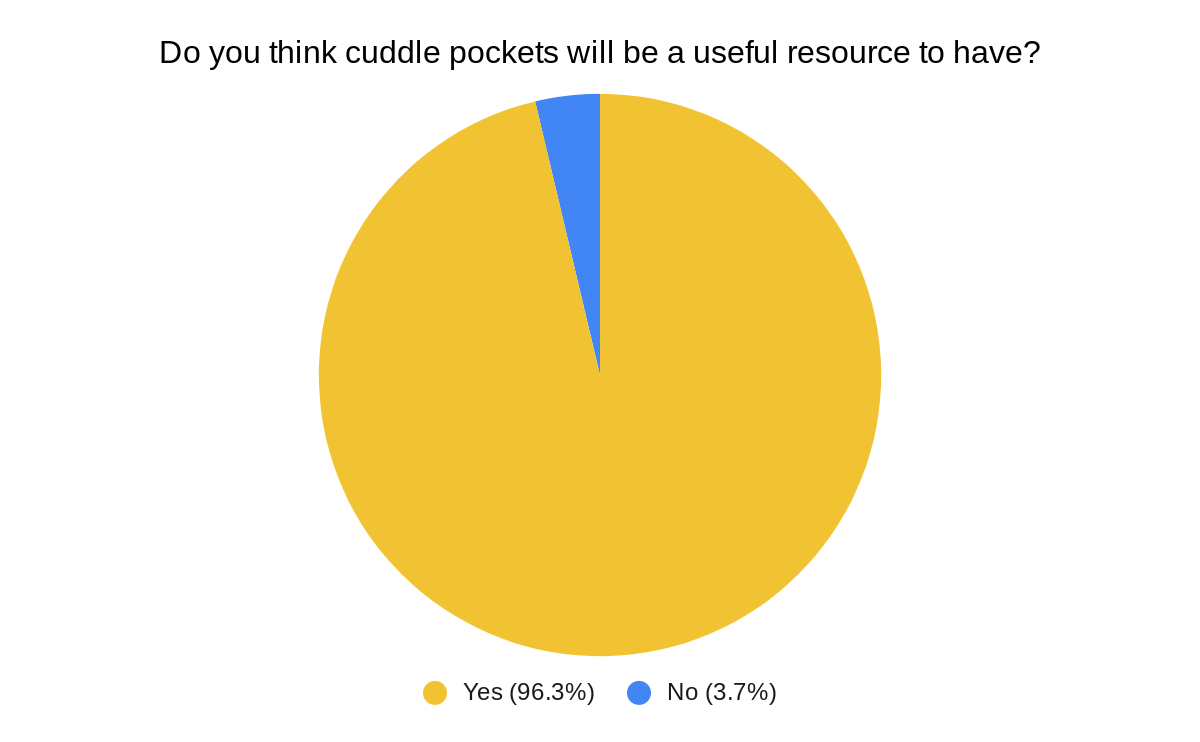 Do you think cuddle pockets will be a useful resource to have?
Yes (96.3%) No (3.7%)